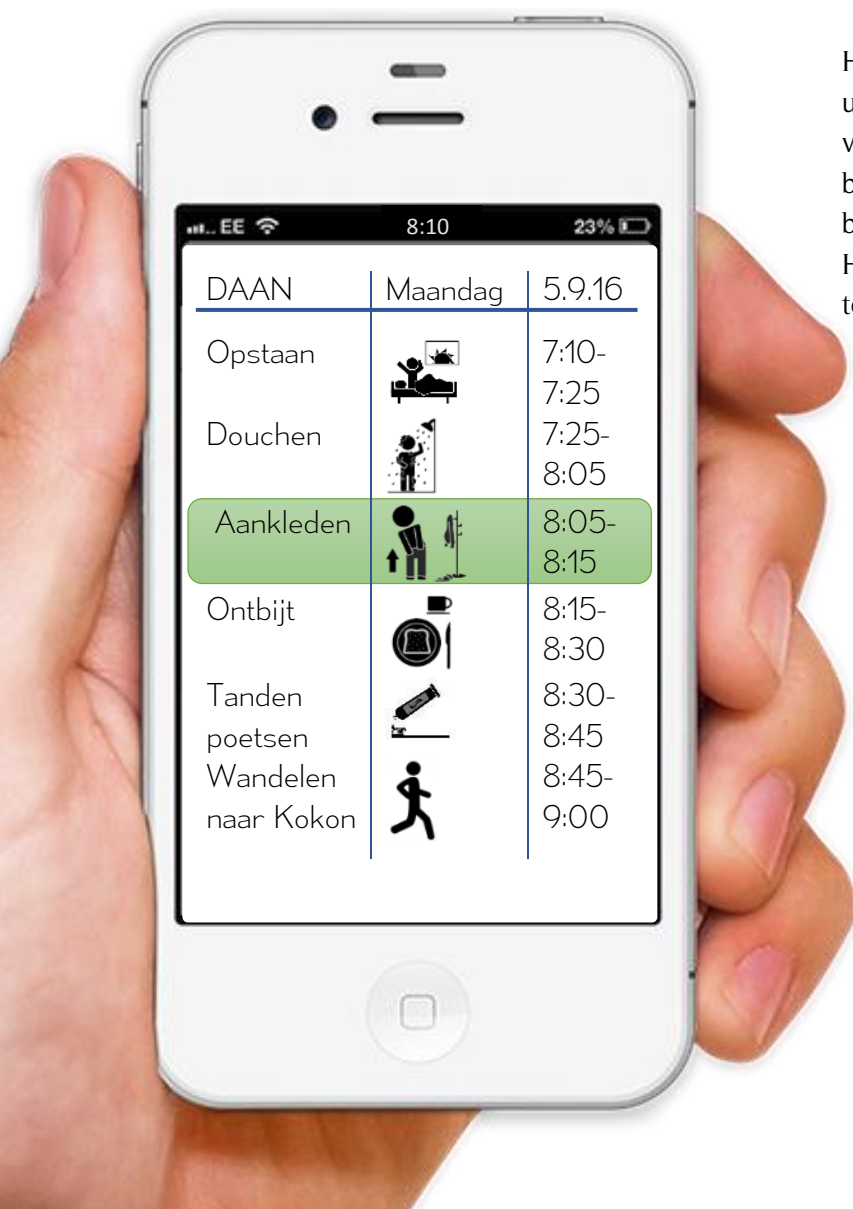 EE 8:10 23%
DAAN Maandag 5.9.16
Opstaan 7:10-
7:25
Douchen 7:25-
8:05
Aankleden 8:05-
8:15
Ontbijt 8:15-
8:30
Tanden 8:30-
poetsen 8:45
Wandelen 8:45-
naar Kokon 9:00